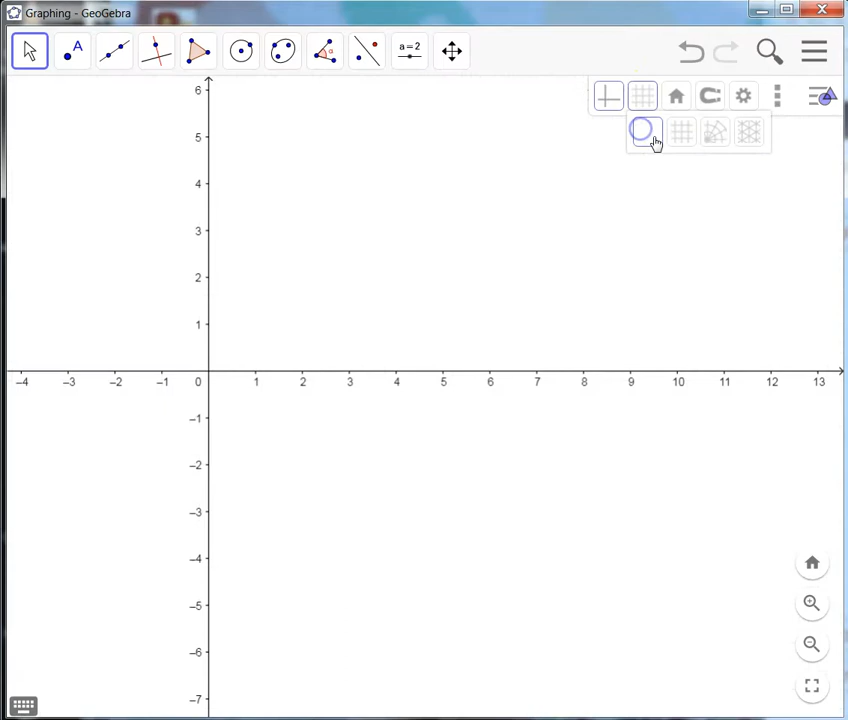 Graphing - GeoGebra
A
α
a=2
6
5
4
3
2
1
–4 –3 –2 –1 0 1 2 3 4 5 6 7 8 9 10 11 12 13
–1
–2
–3
–4
–5
–6
–7